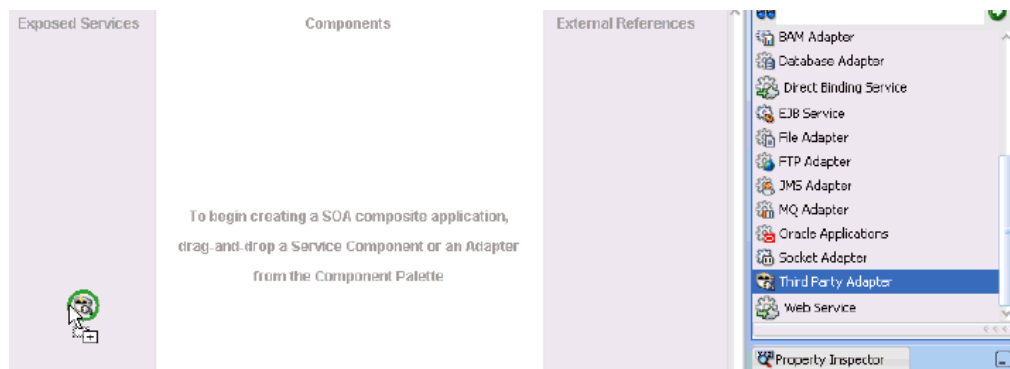 Exposed Services
Components
External References
To begin creating a SOA composite application,
drag-and-drop a Service Component or an Adapter
from the Component Palette
BAM Adapter
Database Adapter
Direct Binding Service
EJB Service
File Adapter
FTP Adapter
JMS Adapter
MQ Adapter
Oracle Applications
Socket Adapter
Third Party Adapter
Web Service
Property Inspector